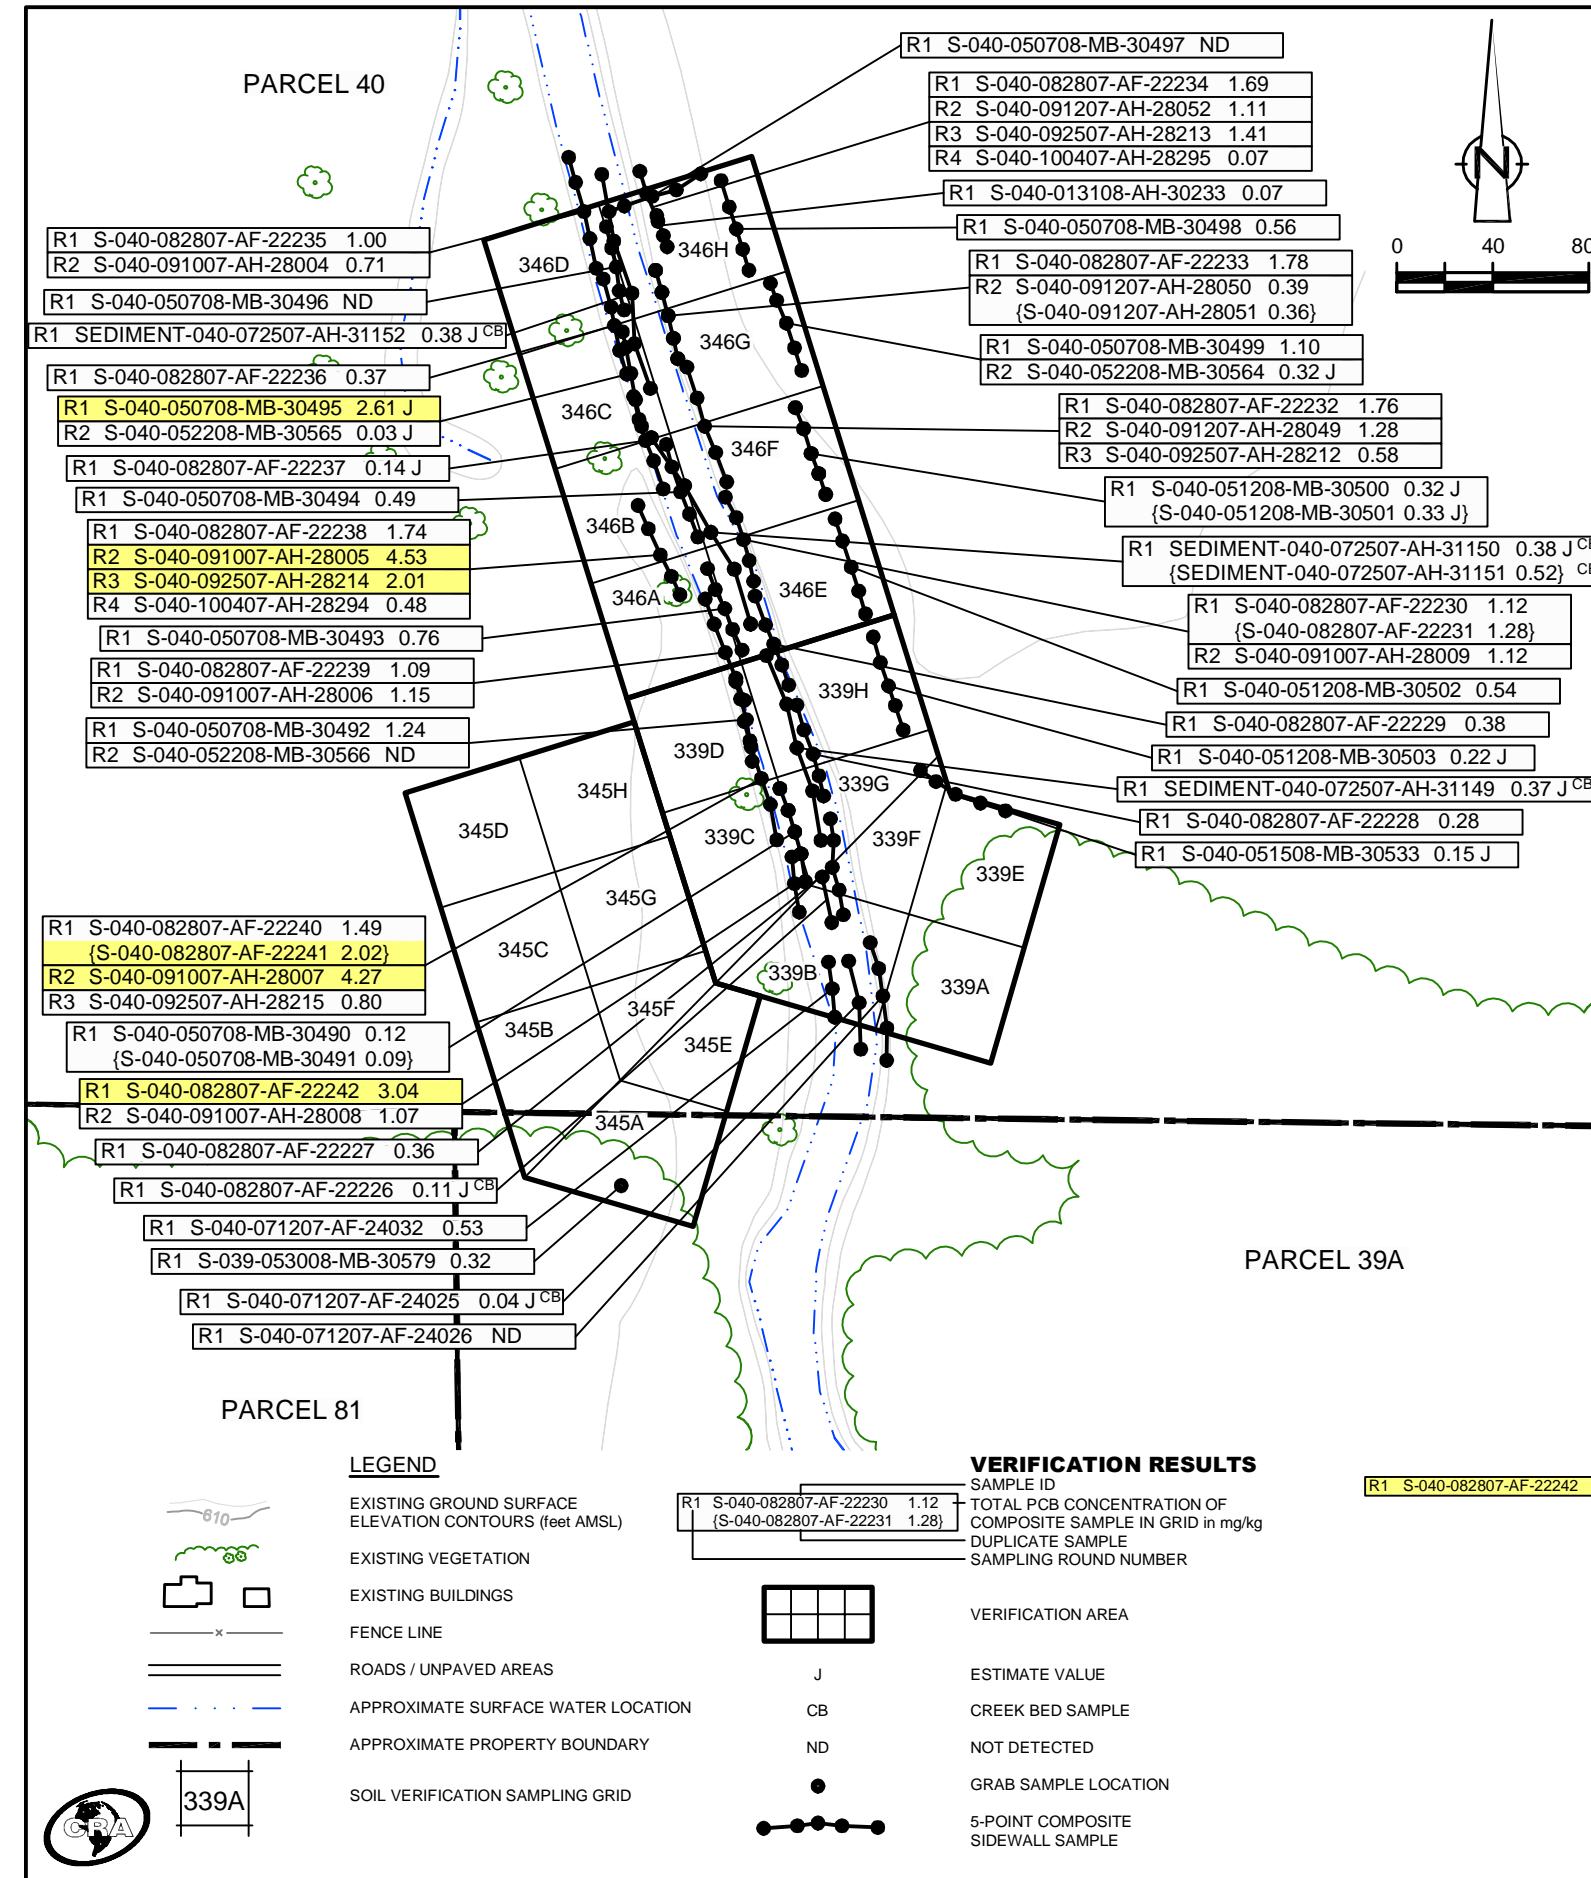 PARCEL 40
R1 S-040-050708-MB-30497 ND
R1 S-040-082807-AF-22234 1.69
R2 S-040-091207-AH-28052 1.11
R3 S-040-092507-AH-28213 1.41
R4 S-040-100407-AH-28295 0.07
R1 S-040-013108-AH-30233 0.07
R1 S-040-050708-MB-30498 0.56
R1 S-040-082807-AF-22233 1.78
R2 S-040-091207-AH-28050 0.39
{S-040-091207-AH-28051 0.36}
R1 S-040-050708-MB-30499 1.10
R2 S-040-052208-MB-30564 0.32 J
R1 S-040-082807-AF-22232 1.76
R2 S-040-091207-AH-28049 1.28
R3 S-040-092507-AH-28212 0.58
R1 S-040-051208-MB-30500 0.32 J
{S-040-051208-MB-30501 0.33 J}
R1 SEDIMENT-040-072507-AH-31150 0.38 J CB
{SEDIMENT-040-072507-AH-31151 0.52} CB
R1 S-040-082807-AF-22230 1.12
{S-040-082807-AF-22231 1.28}
R2 S-040-091007-AH-28009 1.12
R1 S-040-051208-MB-30502 0.54
R1 S-040-082807-AF-22229 0.38
R1 S-040-051208-MB-30503 0.22 J
R1 SEDIMENT-040-072507-AH-31149 0.37 J CB
R1 S-040-082807-AF-22228 0.28
R1 S-040-051508-MB-30533 0.15 J
N
0 40 80
R1 S-040-082807-AF-22235 1.00
R2 S-040-091007-AH-28004 0.71
R1 S-040-050708-MB-30496 ND
R1 SEDIMENT-040-072507-AH-31152 0.38 J CB
R1 S-040-082807-AF-22236 0.37
R1 S-040-050708-MB-30495 2.61 J
R2 S-040-052208-MB-30565 0.03 J
R1 S-040-082807-AF-22237 0.14 J
R1 S-040-050708-MB-30494 0.49
R1 S-040-082807-AF-22238 1.74
R2 S-040-091007-AH-28005 4.53
R3 S-040-092507-AH-28214 2.01
R4 S-040-100407-AH-28294 0.48
R1 S-040-050708-MB-30493 0.76
R1 S-040-082807-AF-22239 1.09
R2 S-040-091007-AH-28006 1.15
R1 S-040-050708-MB-30492 1.24
R2 S-040-052208-MB-30566 ND
R1 S-040-082807-AF-22240 1.49
{S-040-082807-AF-22241 2.02}
R2 S-040-091007-AH-28007 4.27
R3 S-040-092507-AH-28215 0.80
R1 S-040-050708-MB-30490 0.12
{S-040-050708-MB-30491 0.09}
R1 S-040-082807-AF-22242 3.04
R2 S-040-091007-AH-28008 1.07
R1 S-040-082807-AF-22227 0.36
R1 S-040-082807-AF-22226 0.11 J CB
R1 S-040-071207-AF-24032 0.53
R1 S-039-053008-MB-30579 0.32
R1 S-040-071207-AF-24025 0.04 J CB
R1 S-040-071207-AF-24026 ND
346D
346H
346G
346C
346F
346B
346A
346E
339H
339D
339G
345H
345D
339C
339F
339E
345G
345C
339B
339A
345F
345B
345E
345A
PARCEL 39A
PARCEL 81
LEGEND
610
EXISTING GROUND SURFACE
ELEVATION CONTOURS (feet AMSL)
EXISTING VEGETATION
EXISTING BUILDINGS
x
FENCE LINE
ROADS / UNPAVED AREAS
APPROXIMATE SURFACE WATER LOCATION
APPROXIMATE PROPERTY BOUNDARY
339A
SOIL VERIFICATION SAMPLING GRID
CRA
VERIFICATION RESULTS
SAMPLE ID
R1 S-040-082807-AF-22230 1.12
{S-040-082807-AF-22231 1.28}
TOTAL PCB CONCENTRATION OF
COMPOSITE SAMPLE IN GRID in mg/kg
DUPLICATE SAMPLE
SAMPLING ROUND NUMBER
R1 S-040-082807-AF-22242
VERIFICATION AREA
J ESTIMATE VALUE
CB CREEK BED SAMPLE
ND NOT DETECTED
GRAB SAMPLE LOCATION
5-POINT COMPOSITE
SIDEWALL SAMPLE